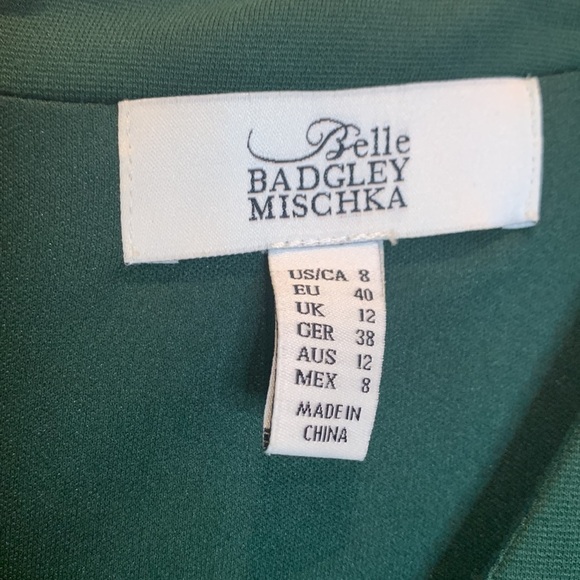 Belle
BADGLEY
MISCHKA
US/CA 8
EU 40
UK 12
GER 38
AUS 12
MEX 8
MADE IN
CHINA